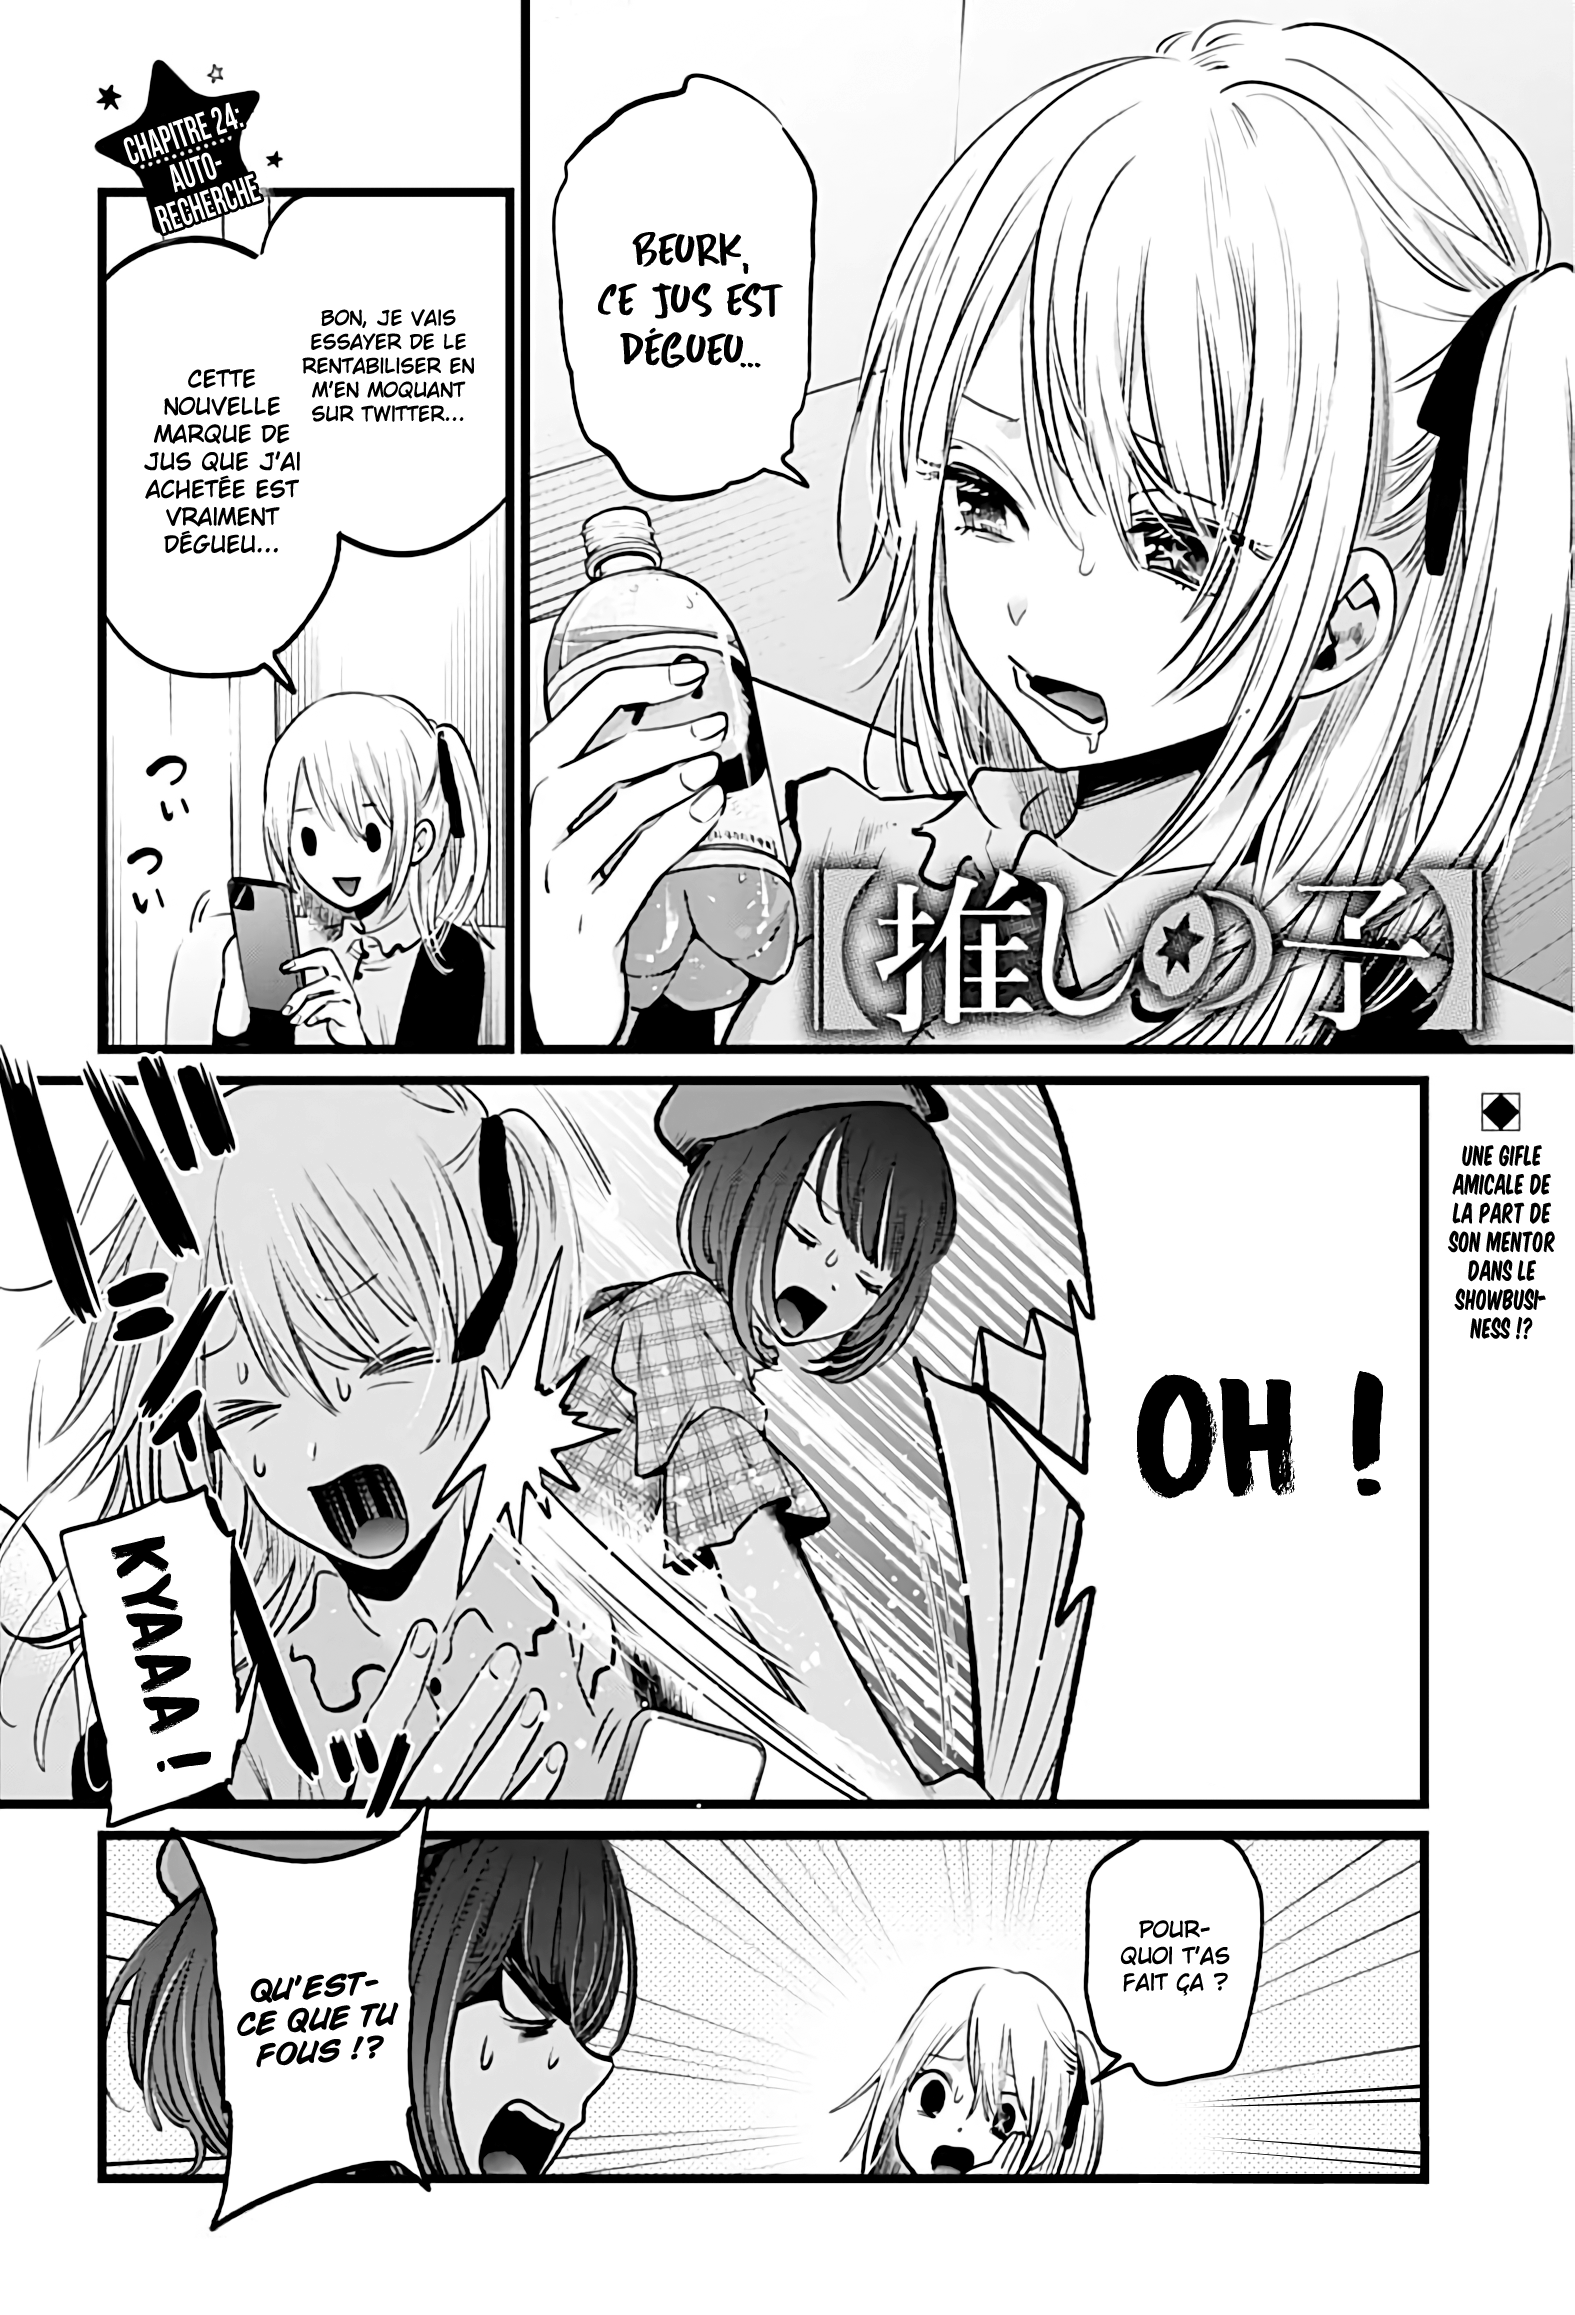 CHAPITRE 24:
AUTO-
RECHERCHE
BEURK,
CE JUS EST
DÉGUEU...
【推しの子】
BON, JE VAIS
ESSAYER DE LE
RENTABILISER EN
M'EN MOQUANT
SUR TWITTER...
CETTE
NOUVELLE
MARQUE DE
JUS QUE J'AI
ACHETÉE EST
VRAIMENT
DÉGUEU...
つぃ
つぃ
UNE GIFLE
AMICALE DE
LA PART DE
SON MENTOR
DANS LE
SHOWBUSI-
NESS !?
OH !
KYAAA !
POUR-
QUOI T'AS
FAIT ÇA ?
QU'EST-
CE QUE TU
FOUS !?